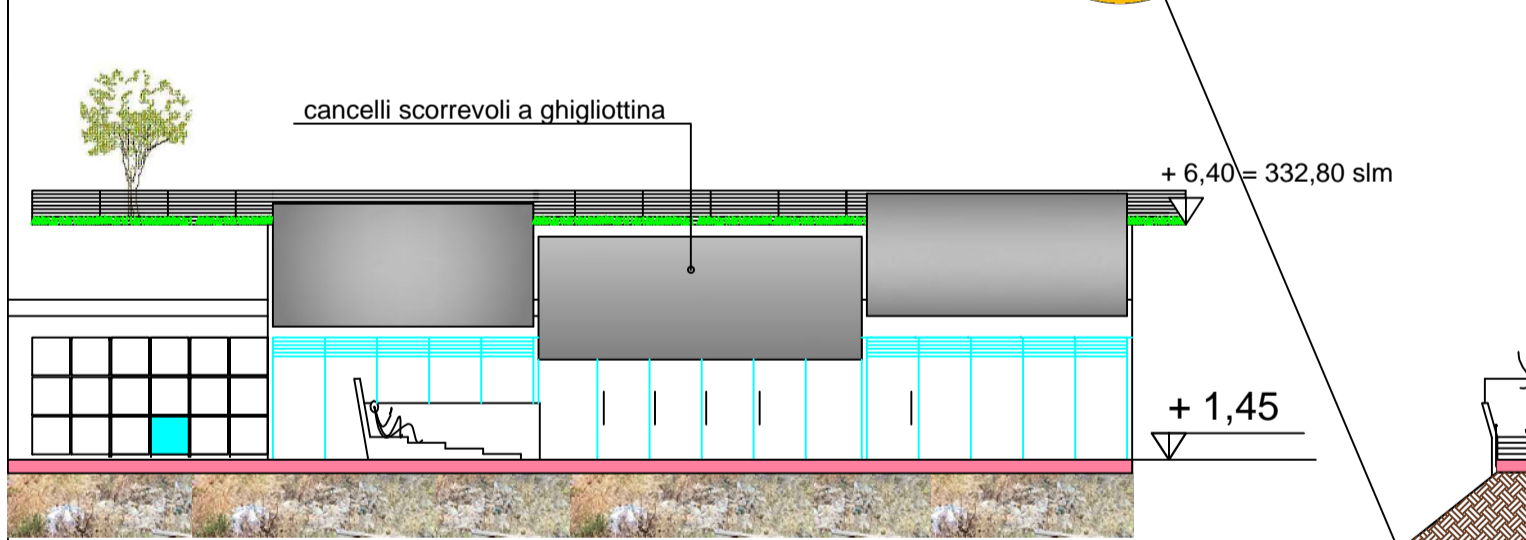 cancelli scorrevoli a ghigliottina
+ 6,40 = 332,80 slm
+ 1,45